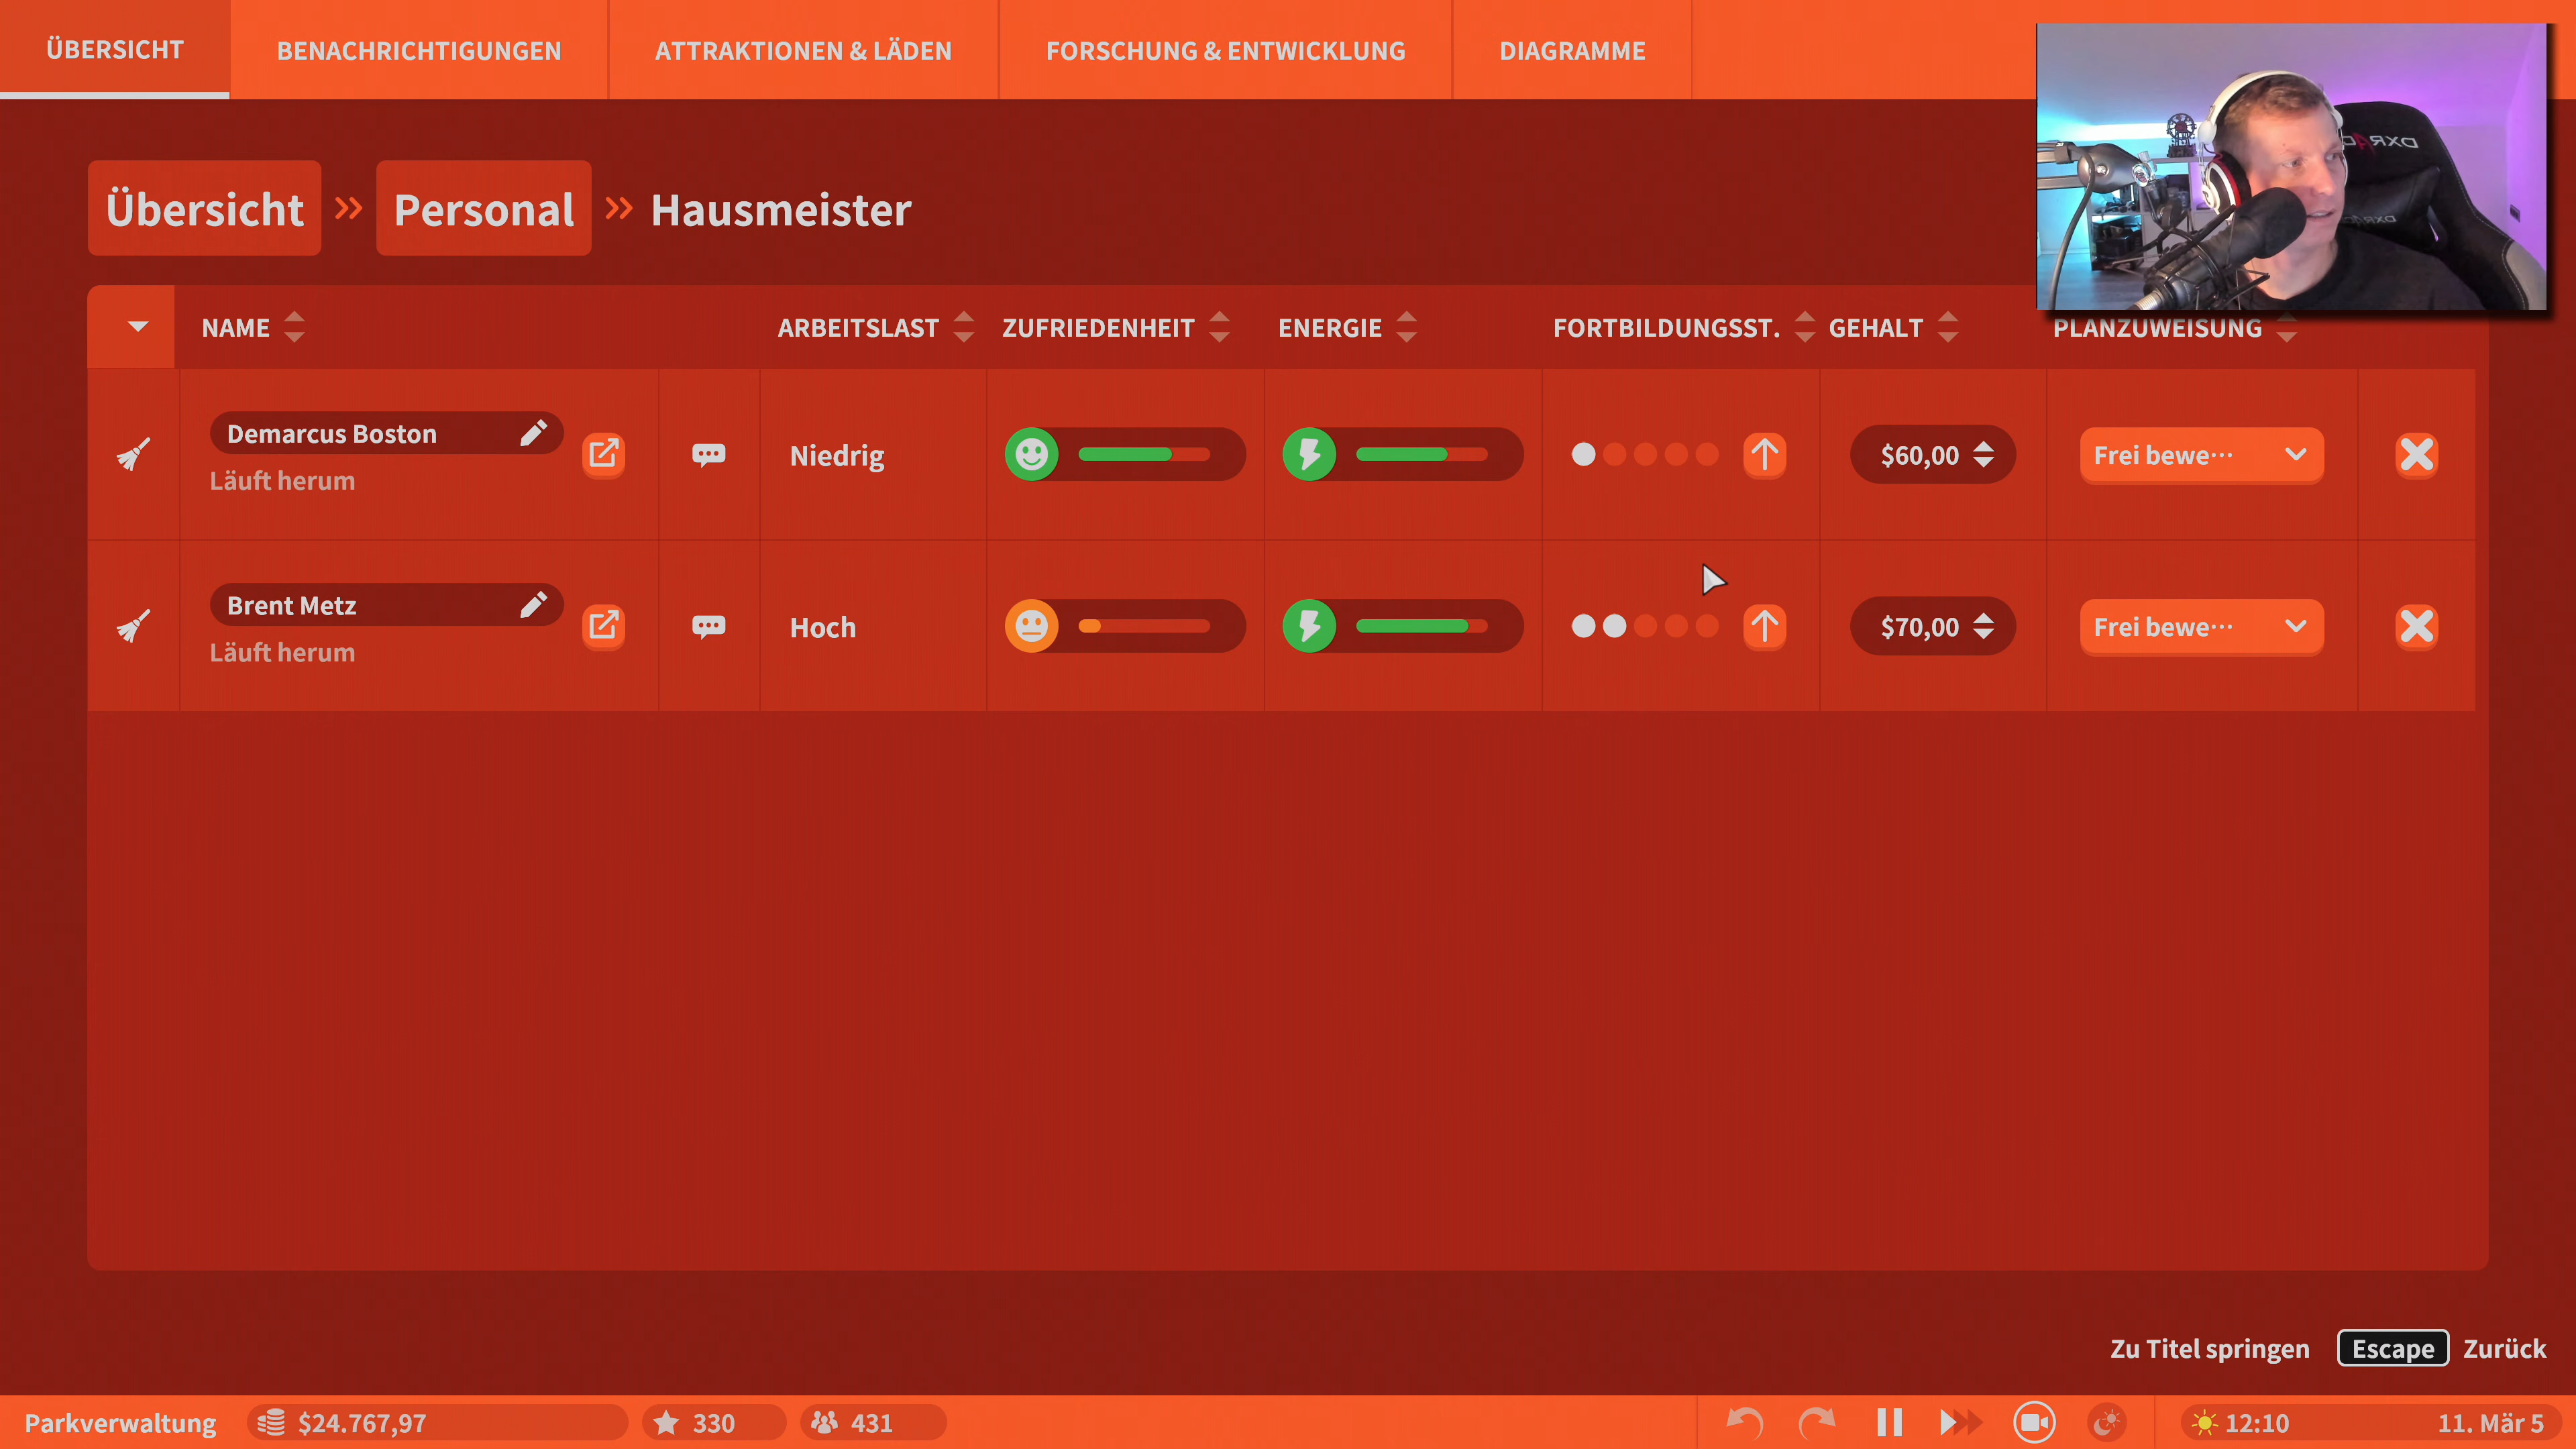 ÜBERSICHT
BENACHRICHTIGUNGEN
ATTRAKTIONEN & LÄDEN
FORSCHUNG & ENTWICKLUNG
DIAGRAMME
Übersicht » Personal » Hausmeister
NAME ARBEITSLAST ZUFRIEDENHEIT ENERGIE FORTBILDUNGSST. GEHALT PLANZUWEISUNG
Demarcus Boston
Läuft herum
Niedrig
$60,00
Frei bewe...
Brent Metz
Läuft herum
Hoch
$70,00
Frei bewe...
Zu Titel springen Escape Zurück
Parkverwaltung $24.767,97 330 431 12:10 11. Mär 5